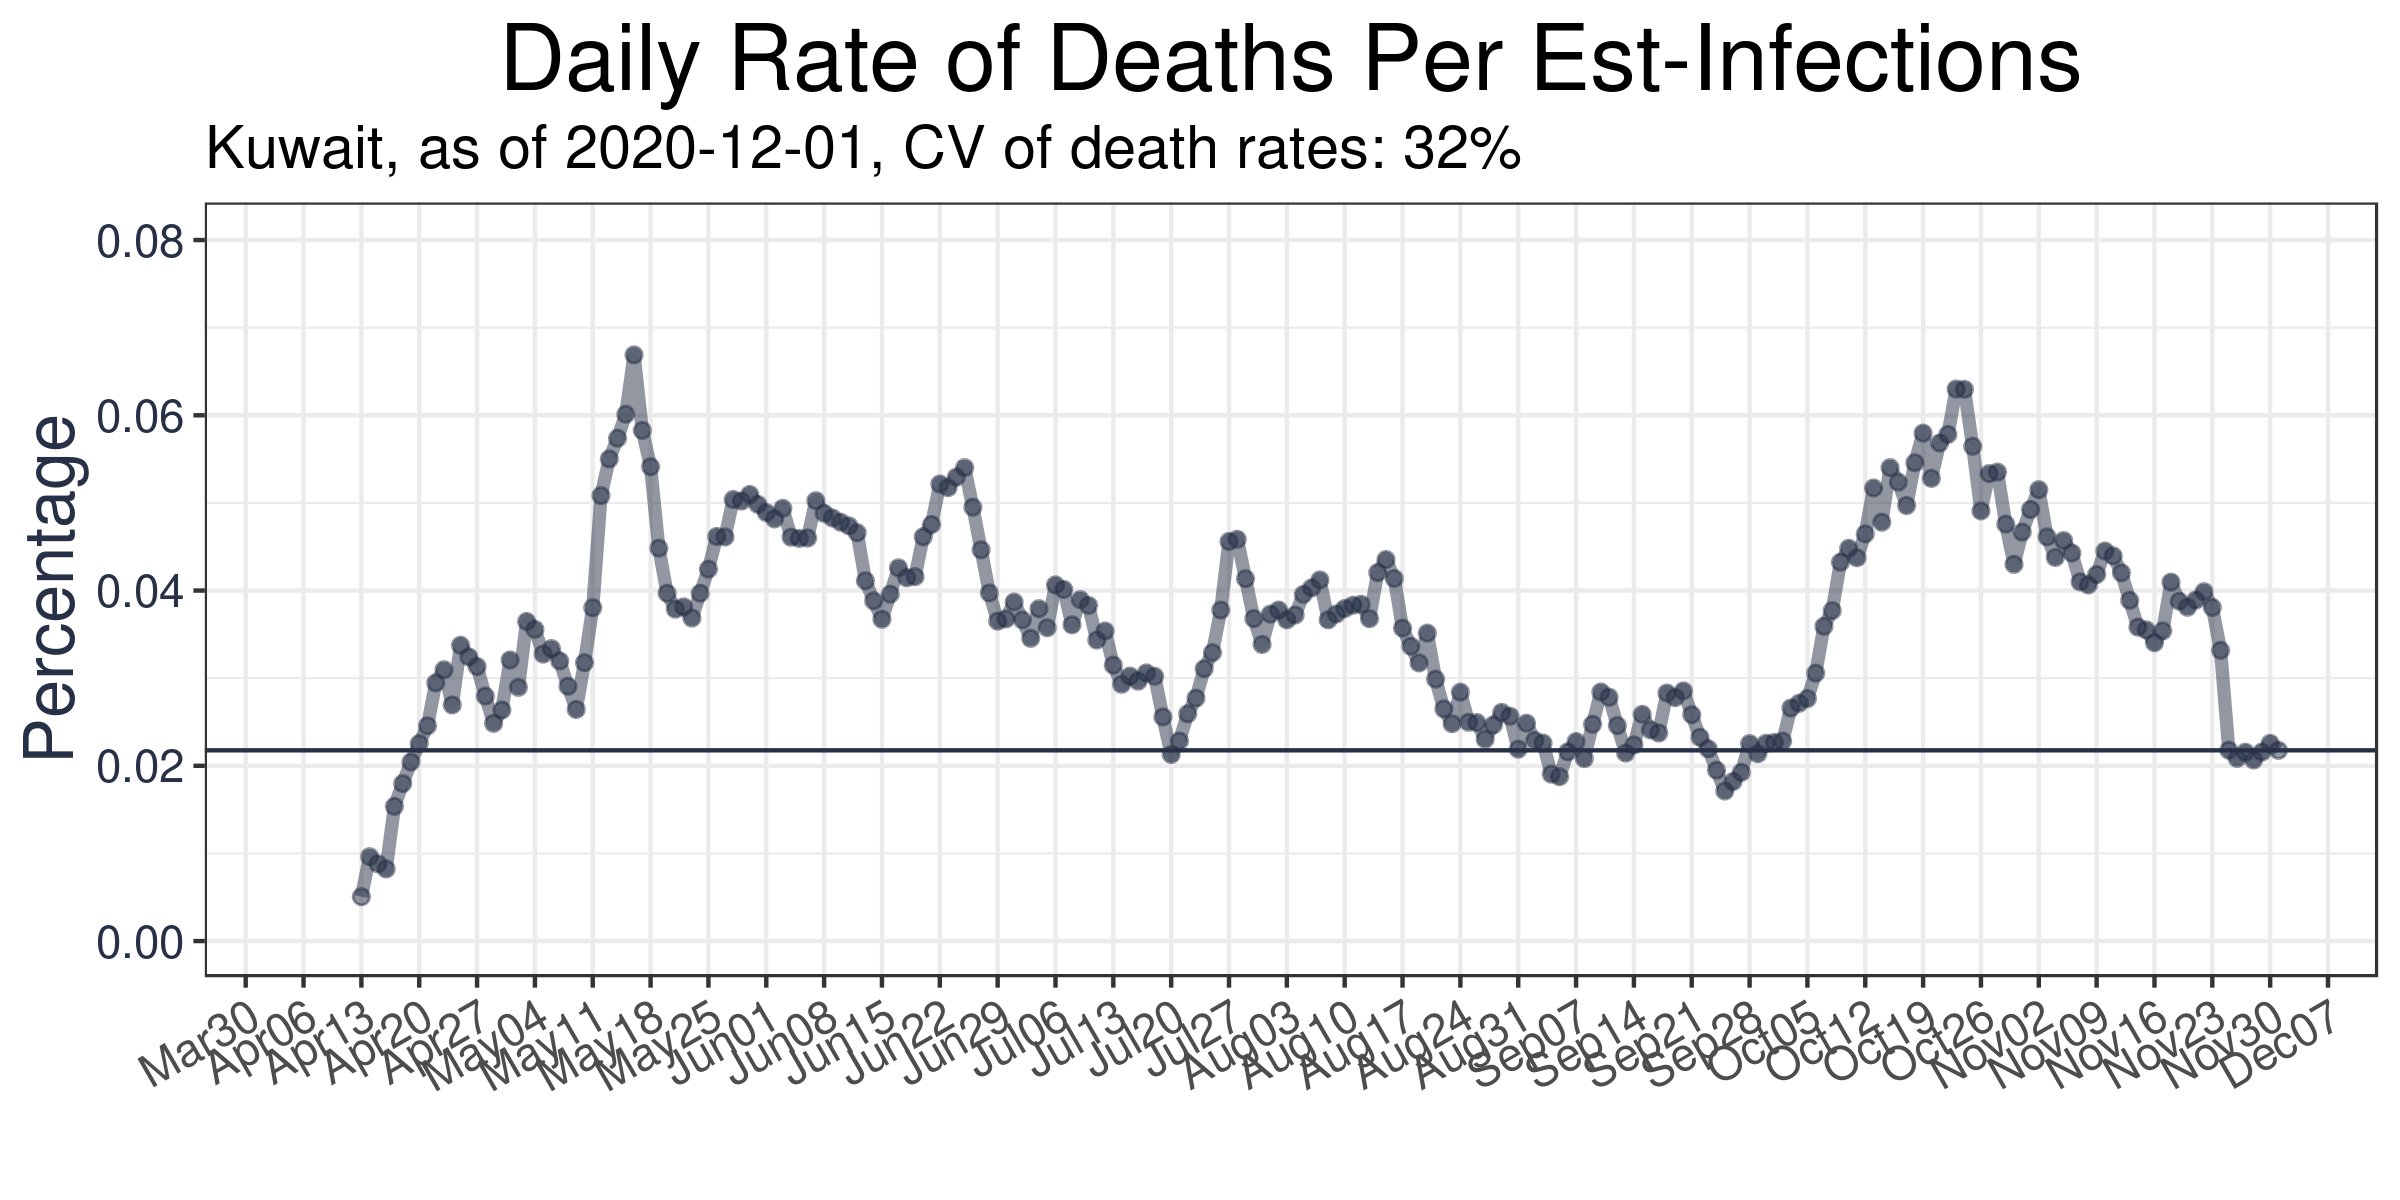 Daily Rate of Deaths Per Est-Infections
Kuwait, as of 2020-12-01, CV of death rates: 32%
Percentage
0.08
0.06
0.04
0.02
0.00
Mar30
Apr06
Apr13
Apr20
Apr27
May04
May11
May18
May25
Jun01
Jun08
Jun15
Jun22
Jun29
Jul06
Jul13
Jul20
Jul27
Aug03
Aug10
Aug17
Aug24
Aug31
Sep07
Sep14
Sep21
Sep28
Oct05
Oct12
Oct19
Oct26
Nov02
Nov09
Nov16
Nov23
Nov30
Dec07